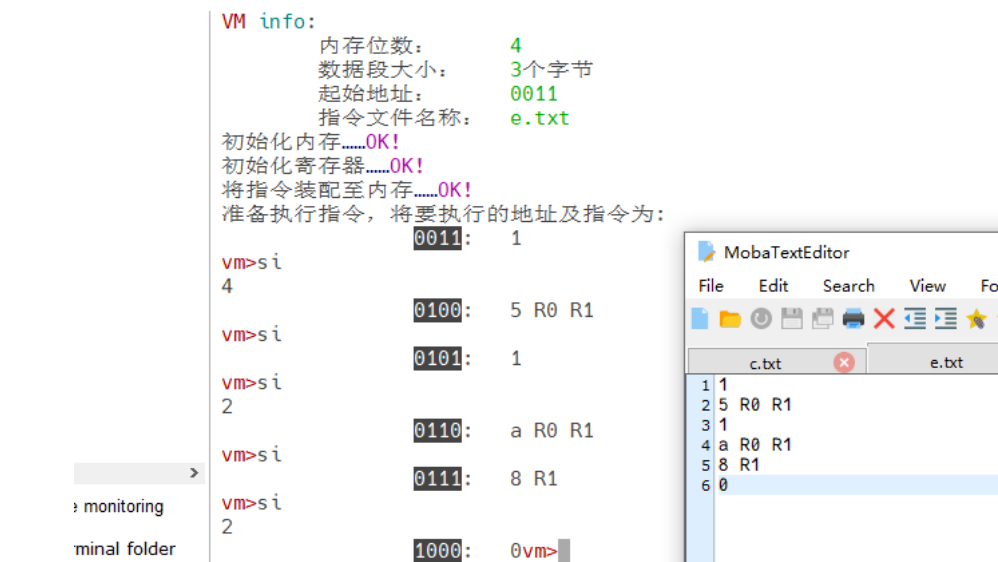 VM info:
内存位数： 4
数据段大小： 3个字节
起始地址： 0011
指令文件名称： e.txt
初始化内存……OK!
初始化寄存器……OK!
将指令装配至内存……OK!
准备执行指令，将要执行的地址及指令为:
0011: 1
vm>si
4
0100: 5 R0 R1
vm>si
0101: 1
vm>si
2
0110: a R0 R1
vm>si
0111: 8 R1
vm>si
2
1000: 0vm>
e monitoring
rminal folder
MobaTextEditor
File Edit Search View Fo
c.txt e.txt
1 1
2 5 R0 R1
3 1
4 a R0 R1
5 8 R1
6 0